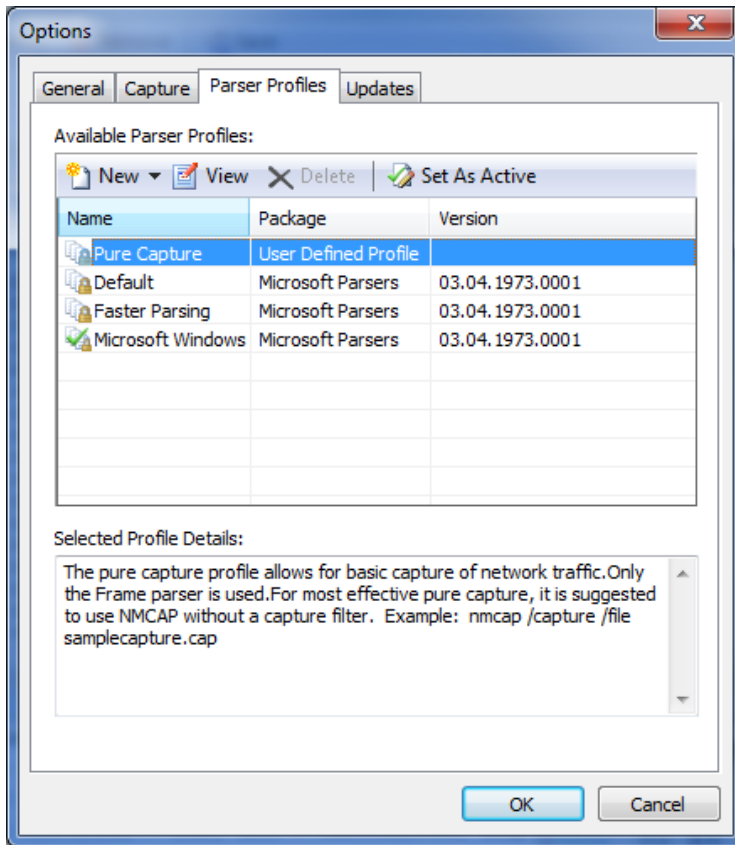 Options
General Capture Parser Profiles Updates
Available Parser Profiles:
New View Delete Set As Active
Name Package Version
Pure Capture User Defined Profile
Default Microsoft Parsers 03.04.1973.0001
Faster Parsing Microsoft Parsers 03.04.1973.0001
Microsoft Windows Microsoft Parsers 03.04.1973.0001
Selected Profile Details:
The pure capture profile allows for basic capture of network traffic.Only
the Frame parser is used.For most effective pure capture, it is suggested
to use NMCAP without a capture filter.  Example:  nmcap /capture /file
samplecapture.cap
OK Cancel